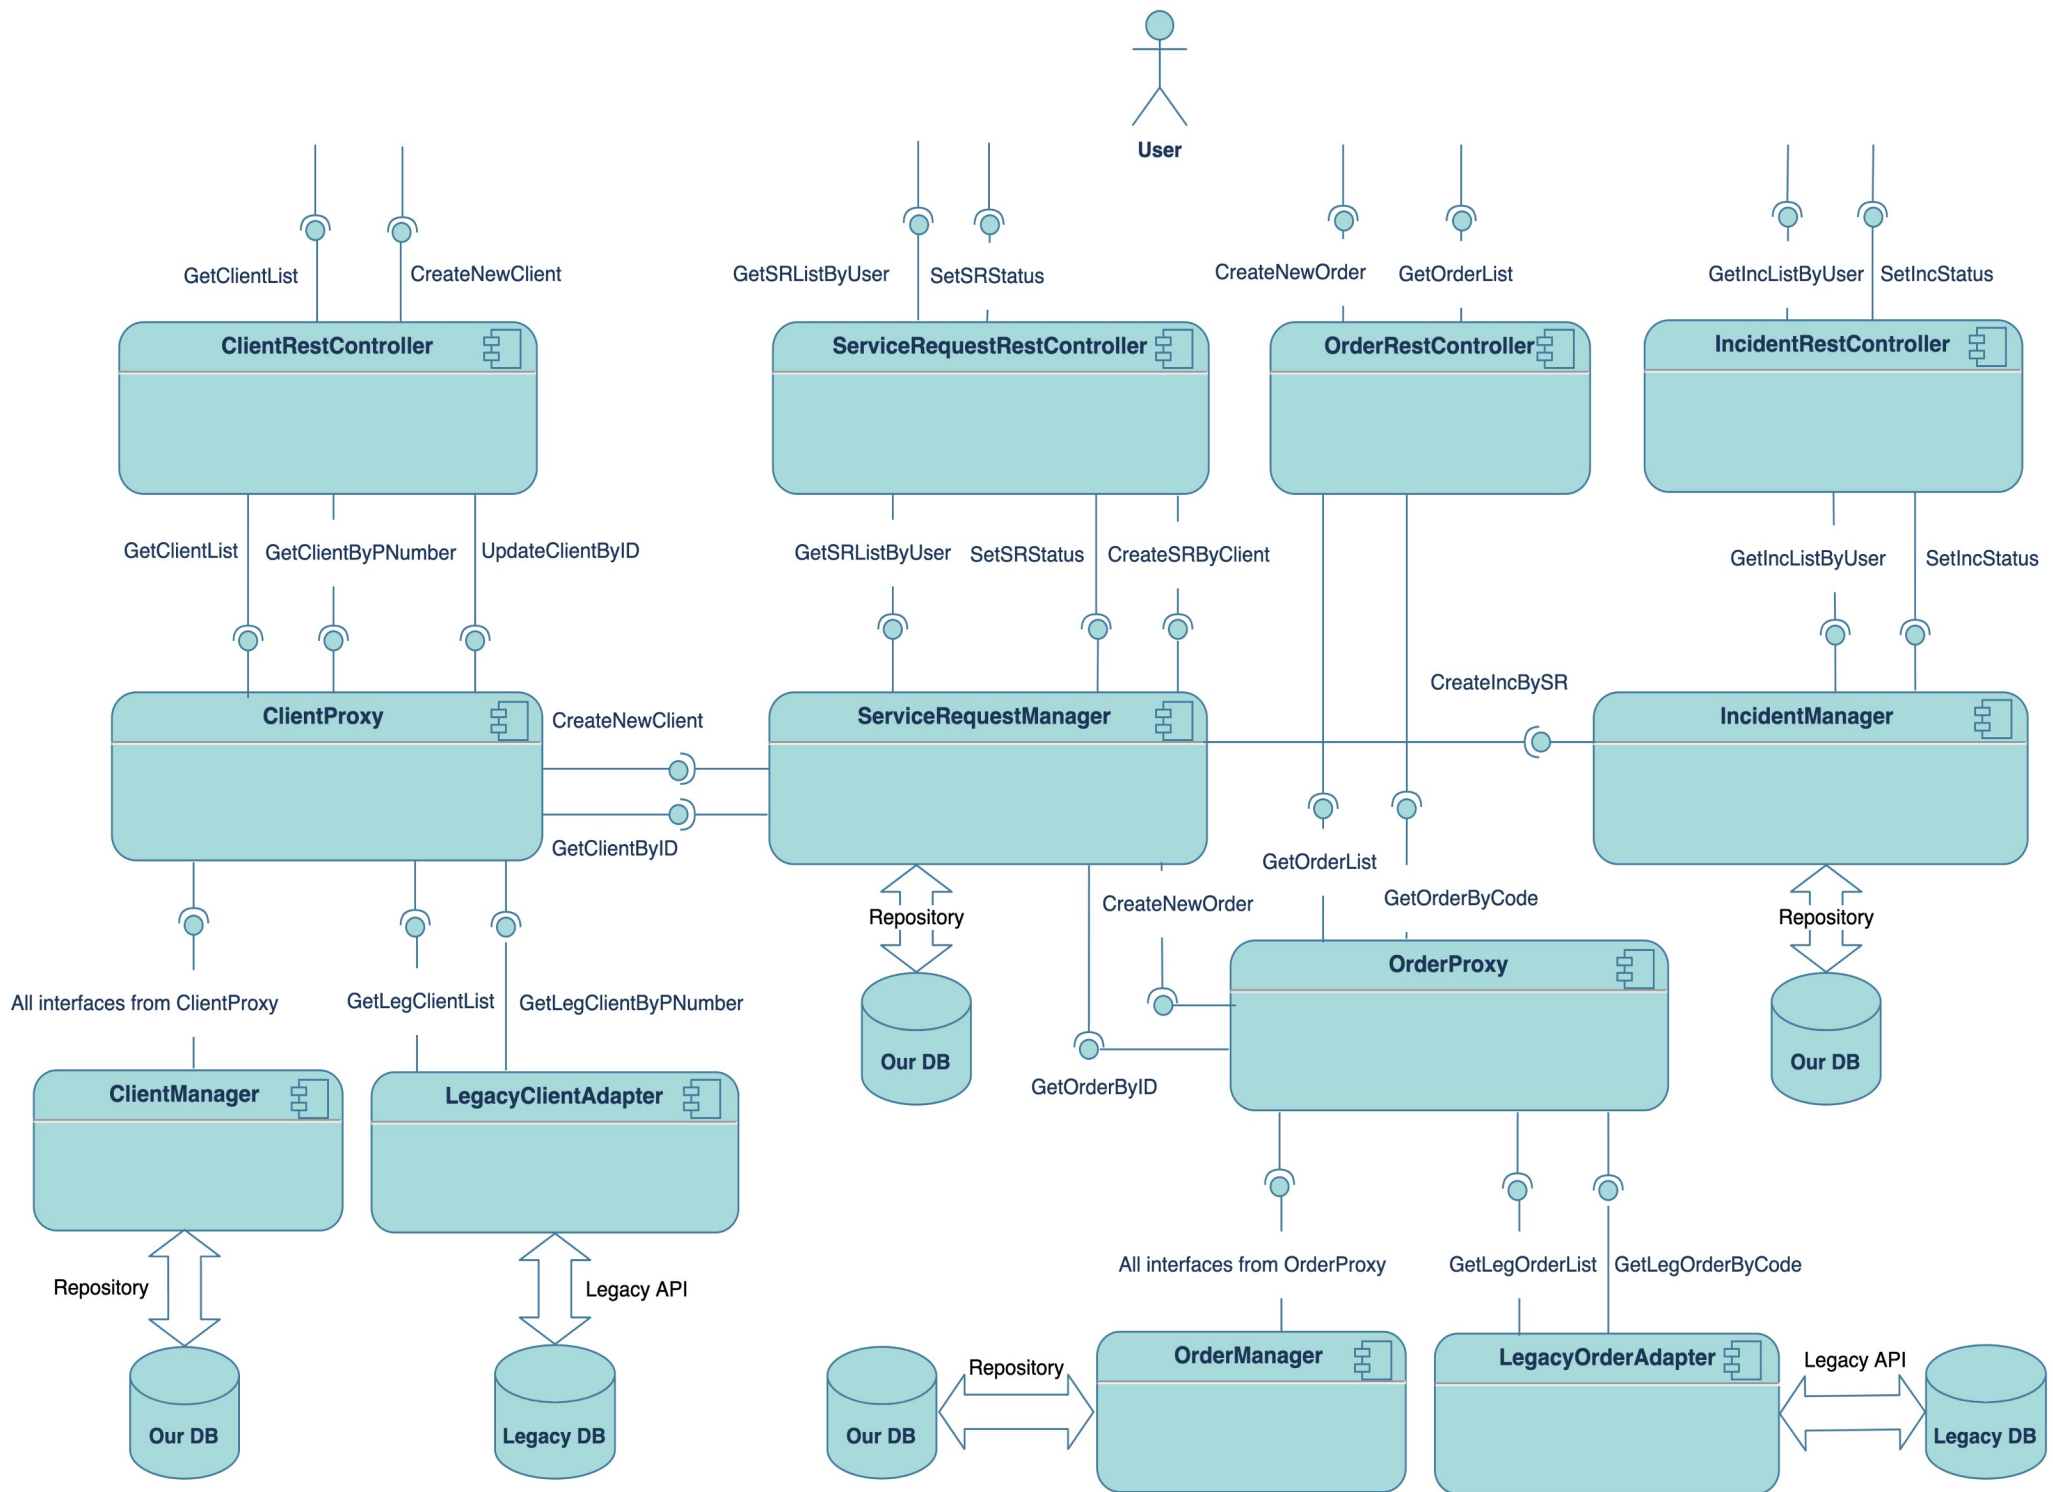 User
GetClientList
CreateNewClient
GetSRListByUser
SetSRStatus
CreateNewOrder
GetOrderList
GetIncListByUser
SetIncStatus
ClientRestController
ServiceRequestRestController
OrderRestController
IncidentRestController
GetClientList
GetClientByPNumber
UpdateClientByID
GetSRListByUser
SetSRStatus
CreateSRByClient
GetIncListByUser
SetIncStatus
CreateIncBySR
ClientProxy
CreateNewClient
ServiceRequestManager
IncidentManager
GetClientByID
GetOrderList
GetOrderByCode
CreateNewOrder
Repository
Repository
OrderProxy
All interfaces from ClientProxy
GetLegClientList
GetLegClientByPNumber
Our DB
Our DB
GetOrderByID
ClientManager
LegacyClientAdapter
Repository
Legacy API
All interfaces from OrderProxy
GetLegOrderList
GetLegOrderByCode
OrderManager
LegacyOrderAdapter
Repository
Legacy API
Our DB
Legacy DB
Our DB
Legacy DB